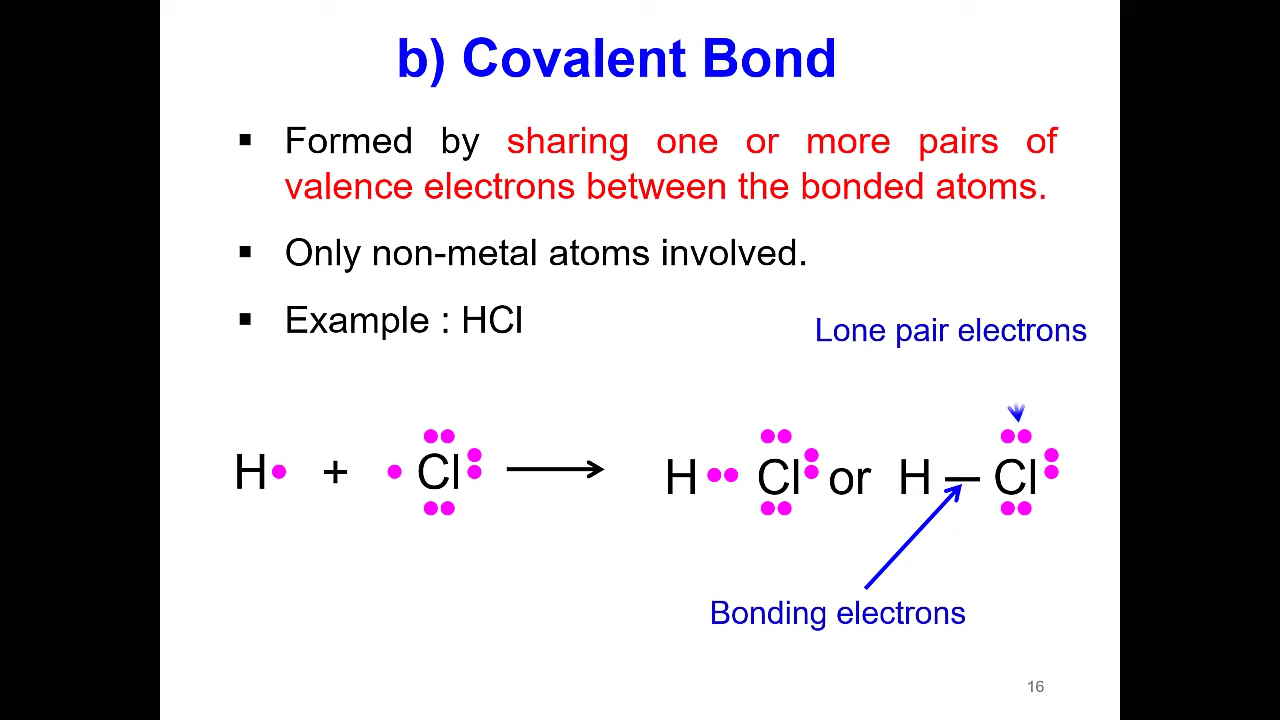 b) Covalent Bond
▪ Formed by sharing one or more pairs of
valence electrons between the bonded atoms.
▪ Only non-metal atoms involved.
▪ Example : HCl
Lone pair electrons
H + Cl → H Cl or H — Cl
Bonding electrons
16